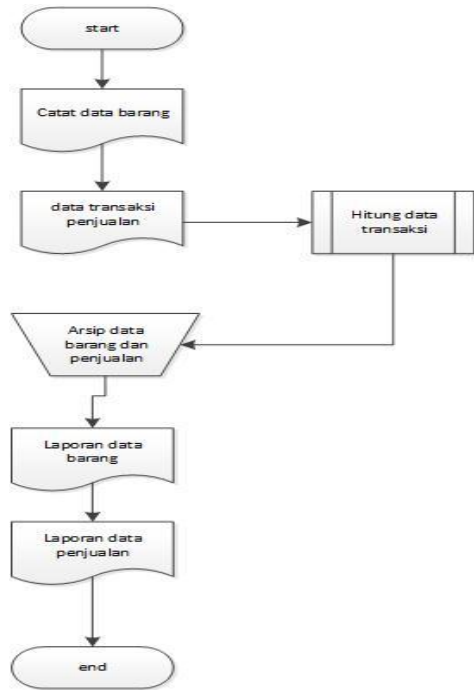 start
Catat data barang
data transaksi
penjualan
Hitung data
transaksi
Arsip data
barang dan
penjualan
Laporan data
barang
Laporan data
penjualan
end